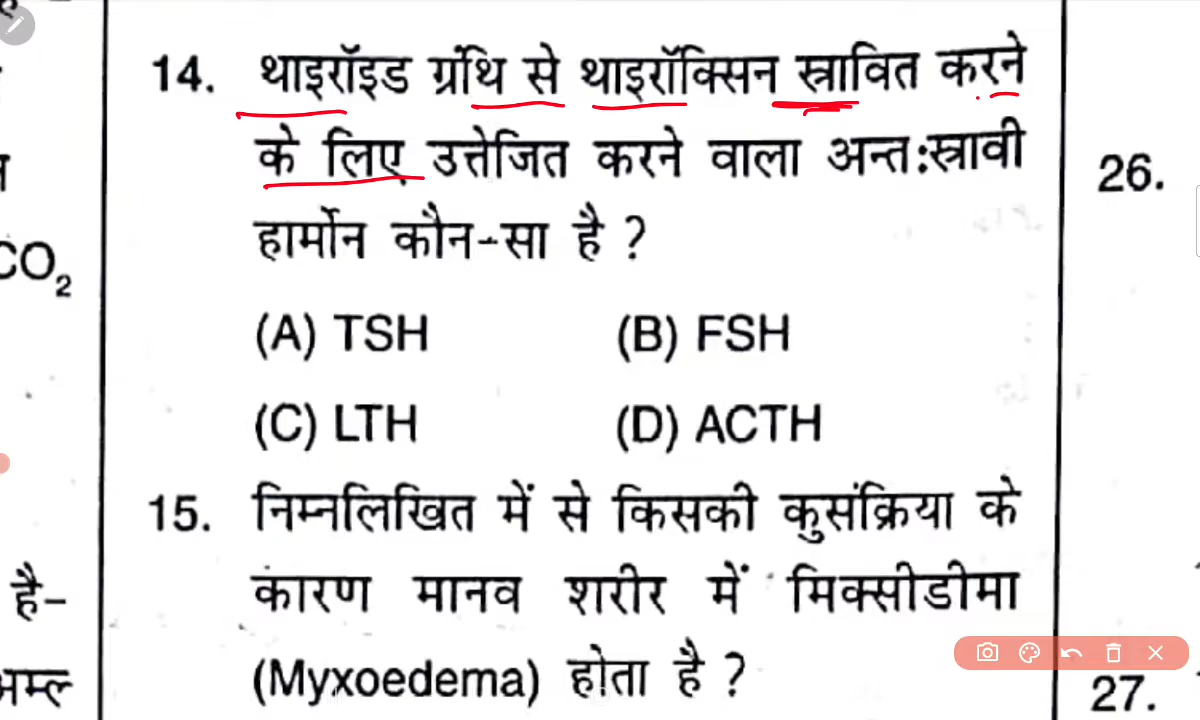 14. थाइरॉइड ग्रंथि से थाइरॉक्सिन स्त्रावित करने
के लिए उत्तेजित करने वाला अन्त:स्त्रावी
हार्मोन कौन-सा है ?
(A) TSH (B) FSH
(C) LTH (D) ACTH
15. निम्नलिखित में से किसकी कुसंक्रिया के
कारण मानव शरीर में मिक्सीडीमा
(Myxoedema) होता है ?
CO₂
है-
अम्ल
26.
27.